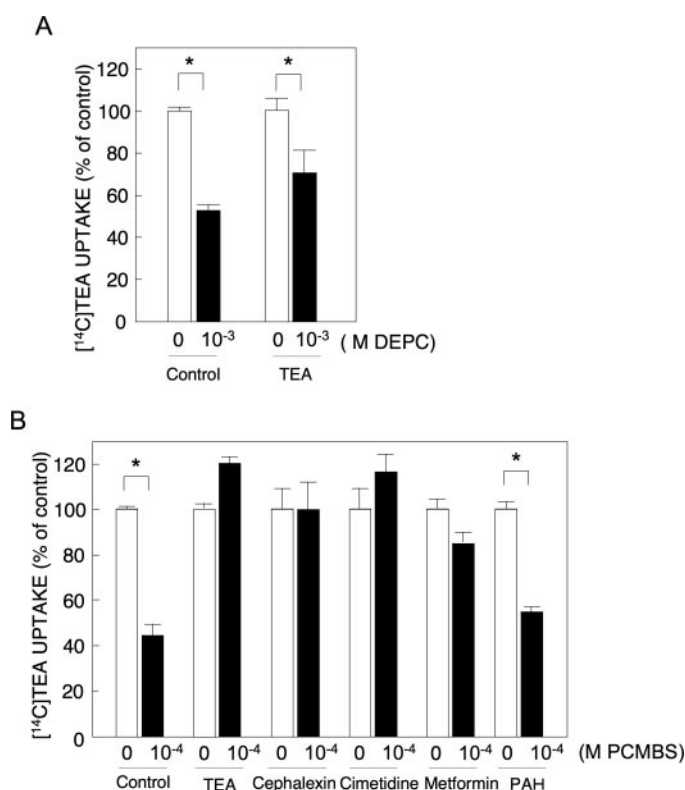 A
[¹⁴C]TEA UPTAKE (% of control)
120
100
80
60
40
20
0
* *
0 10⁻³ 0 10⁻³ ( M DEPC)
Control TEA
B
[¹⁴C]TEA UPTAKE (% of control)
120
100
80
60
40
20
0
* *
0 10⁻⁴ 0 10⁻⁴ 0 10⁻⁴ 0 10⁻⁴ 0 10⁻⁴ 0 10⁻⁴ (M PCMBS)
Control TEA Cephalexin Cimetidine Metformin PAH